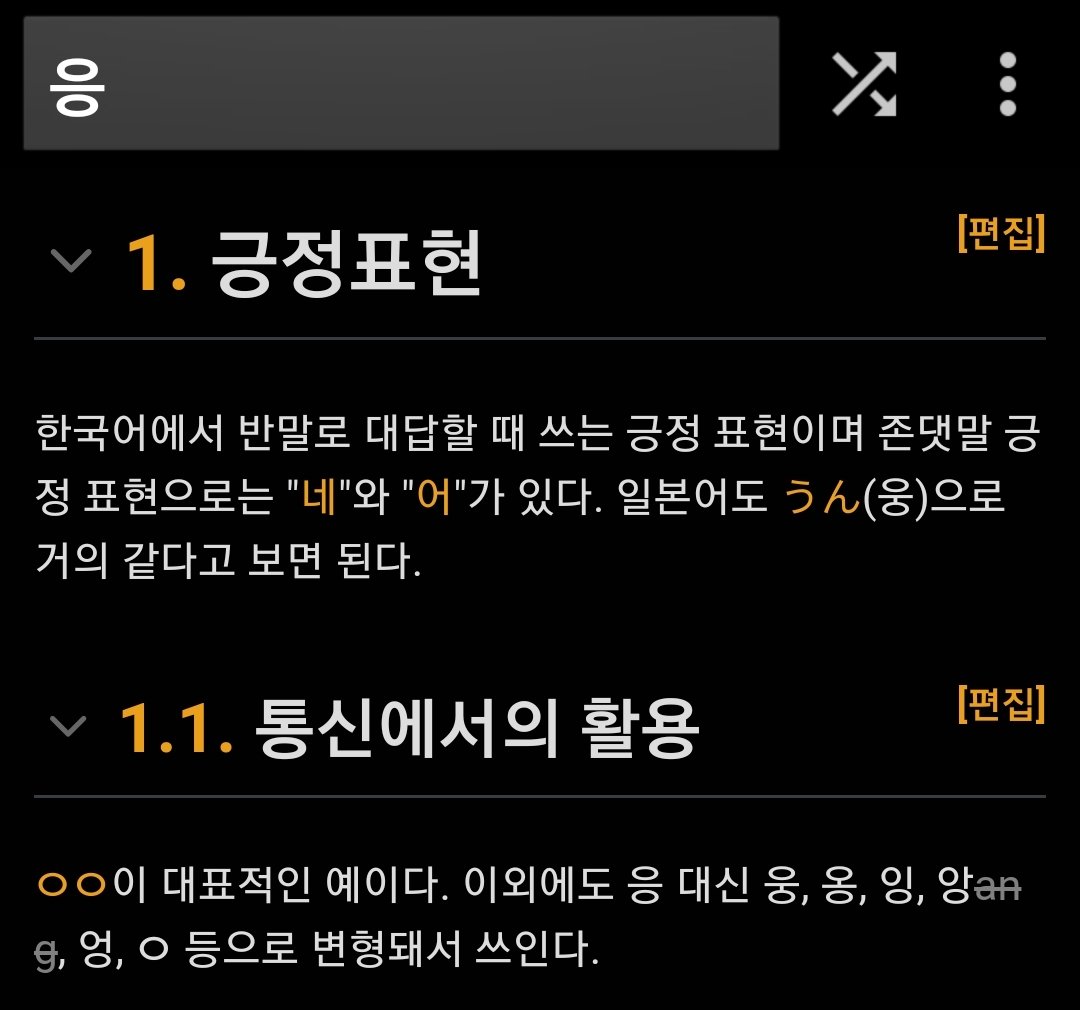 응
[편집]
1. 긍정표현
한국어에서 반말로 대답할 때 쓰는 긍정 표현이며 존댓말 긍
정 표현으로는 "네"와 "어"가 있다. 일본어도 うん(웅)으로
거의 같다고 보면 된다.
[편집]
1.1. 통신에서의 활용
ㅇㅇ이 대표적인 예이다. 이외에도 응 대신 웅, 옹, 잉, 앙an
g, 엉, ㅇ 등으로 변형돼서 쓰인다.